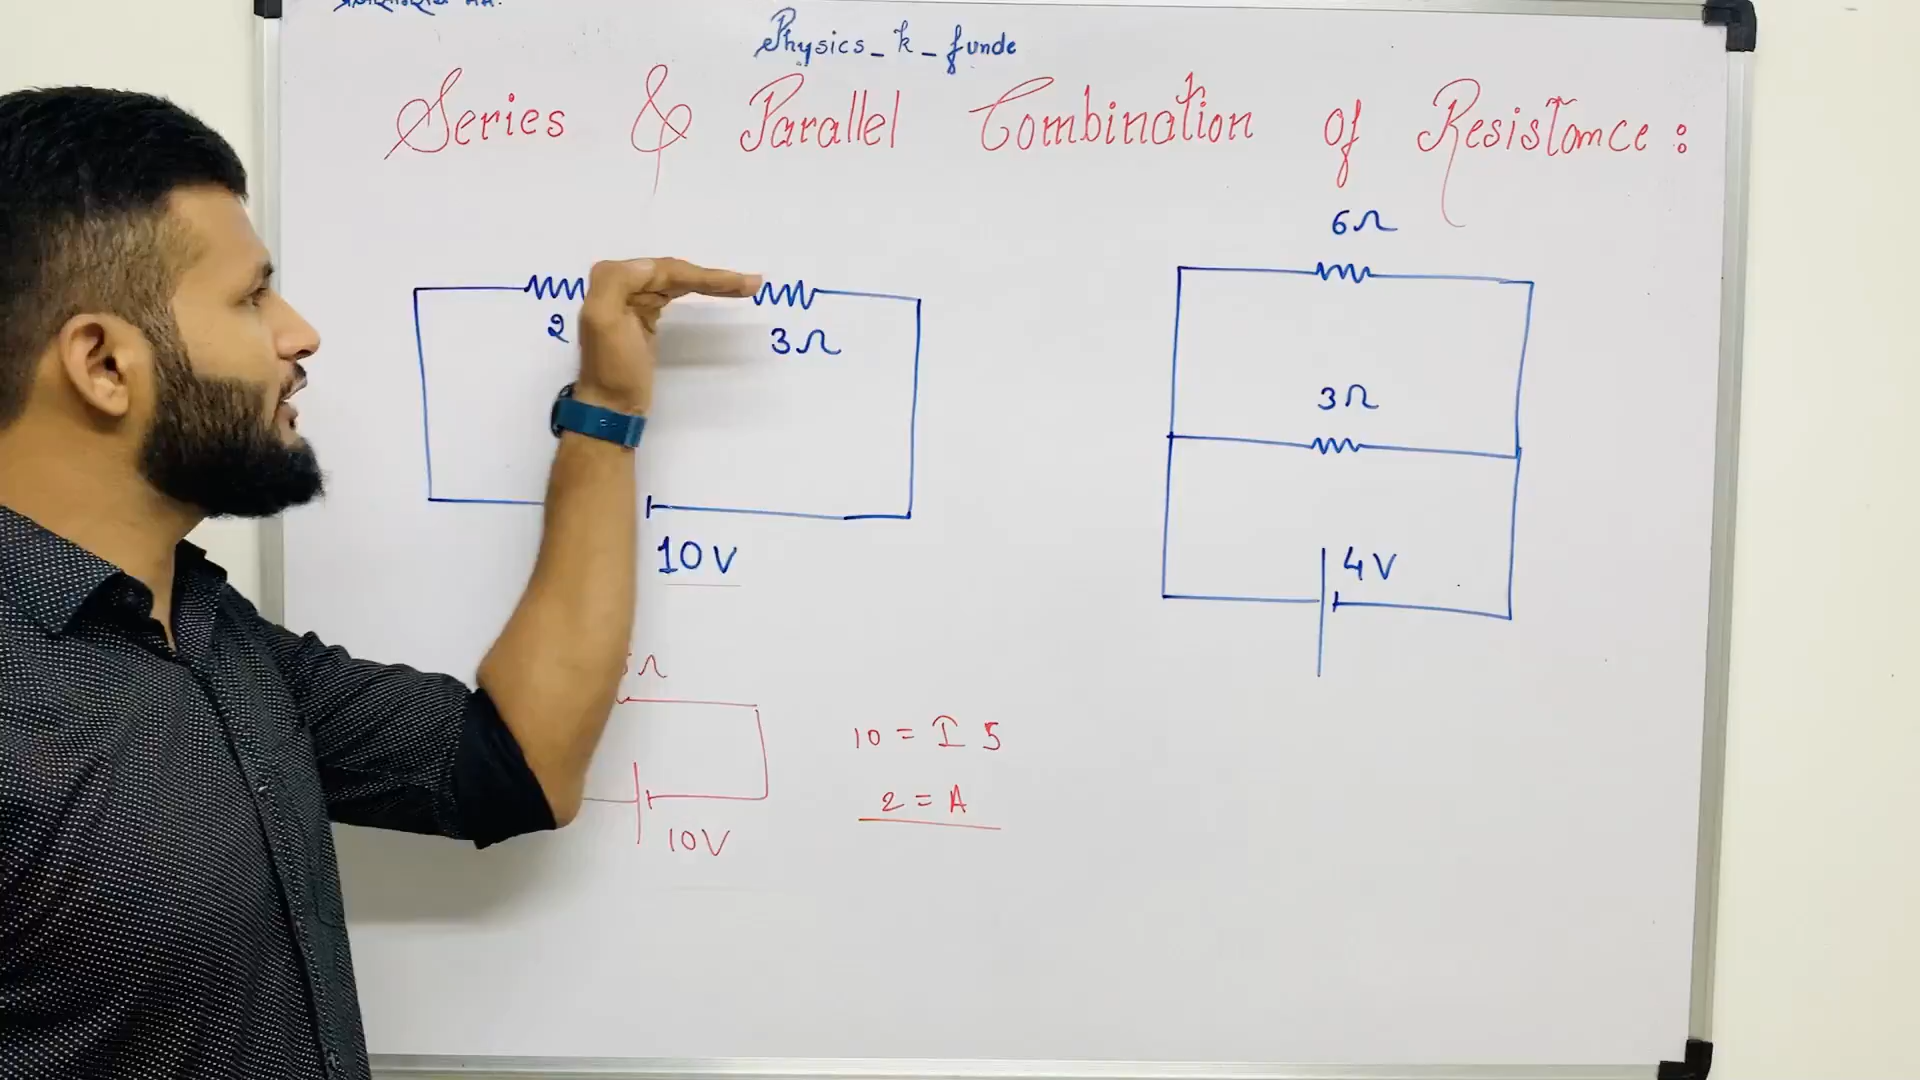 Physics_k_funde
Series & Parallel Combination of Resistance:
6Ω
2
3Ω
3Ω
10V
4V
Ω
10 = I 5
2 = A
10V